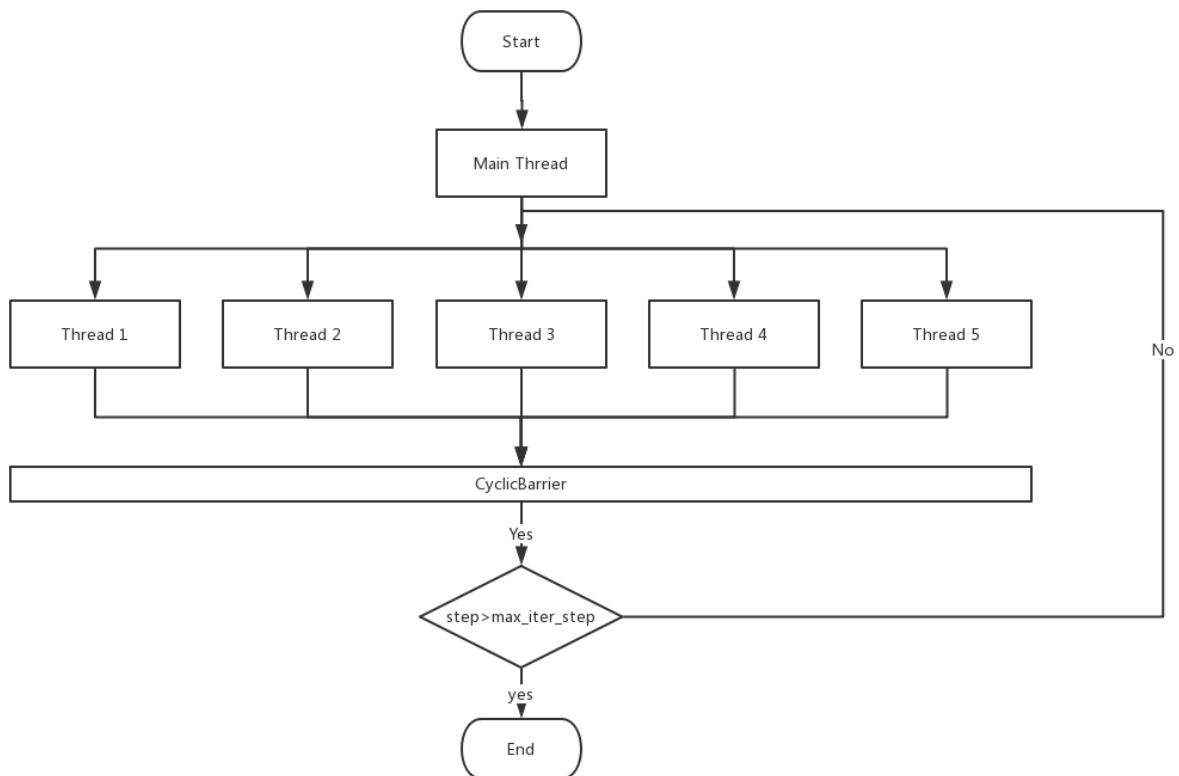 Start
Main Thread
Thread 1
Thread 2
Thread 3
Thread 4
Thread 5
No
CyclicBarrier
Yes
step>max_iter_step
yes
End